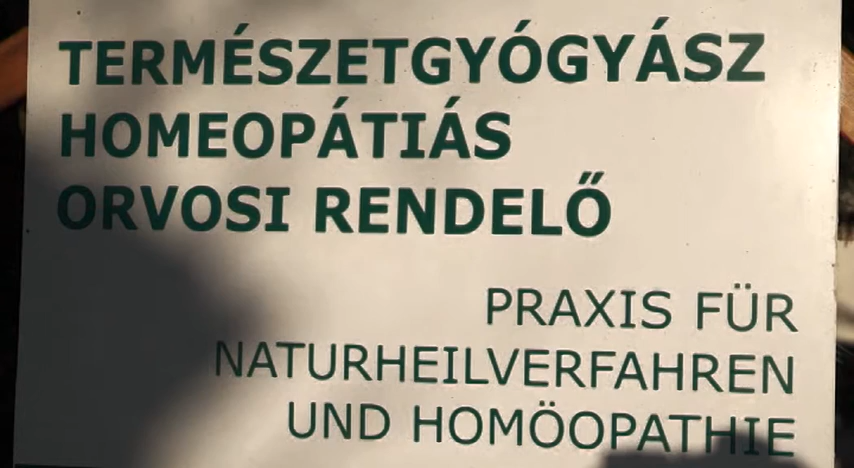 TERMÉSZETGYÓGYÁSZ
HOMEOPÁTIÁS
ORVOSI RENDELŐ
PRAXIS FÜR
NATURHEILVERFAHREN
UND HOMÖOPATHIE